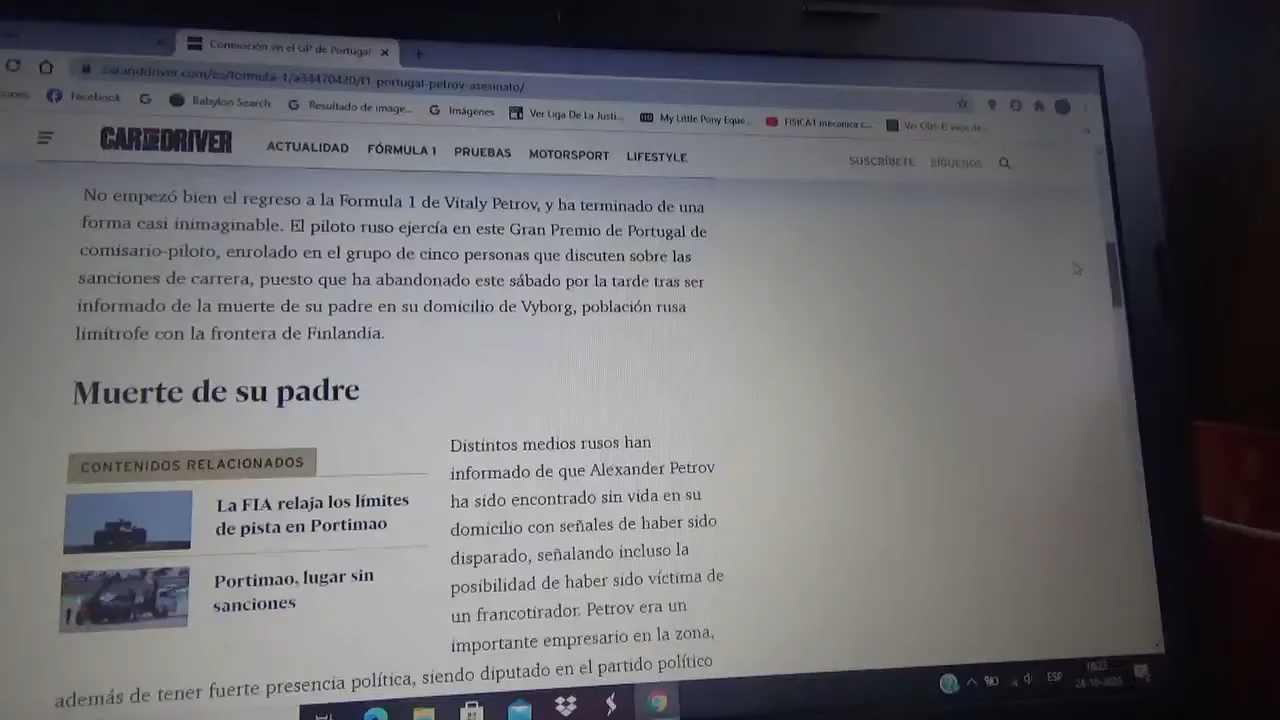 Conmoción en el GP de Portugal
caranddriver.com/es/formula-1/a34470420/f1-portugal-petrov-asesinato/
Facebook
Babylon Search
Resultado de image...
Imágenes
Ver Liga De La Justi...
My Little Pony Eque...
FISICA1 mecanica c...
CAR AND DRIVER
ACTUALIDAD
FÓRMULA 1
PRUEBAS
MOTORSPORT
LIFESTYLE
SUSCRÍBETE
SÍGUENOS
No empezó bien el regreso a la Formula 1 de Vitaly Petrov, y ha terminado de una
forma casi inimaginable. El piloto ruso ejercía en este Gran Premio de Portugal de
comisario-piloto, enrolado en el grupo de cinco personas que discuten sobre las
sanciones de carrera, puesto que ha abandonado este sábado por la tarde tras ser
informado de la muerte de su padre en su domicilio de Vyborg, población rusa
limítrofe con la frontera de Finlandia.
Muerte de su padre
CONTENIDOS RELACIONADOS
La FIA relaja los límites
de pista en Portimao
Portimao, lugar sin
sanciones
Distintos medios rusos han
informado de que Alexander Petrov
ha sido encontrado sin vida en su
domicilio con señales de haber sido
disparado, señalando incluso la
posibilidad de haber sido víctima de
un francotirador. Petrov era un
importante empresario en la zona,
además de tener fuerte presencia política, siendo diputado en el partido político
ESP
24-10-2020